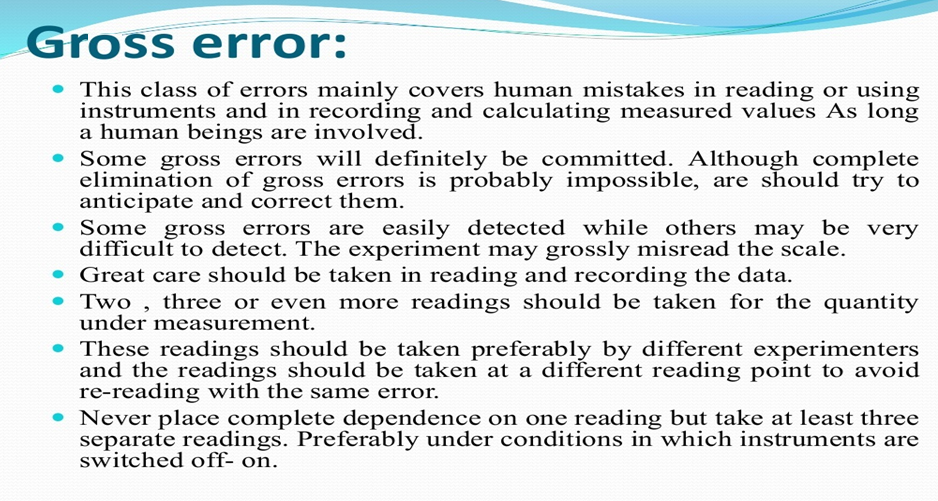 Gross error:
This class of errors mainly covers human mistakes in reading or using
instruments and in recording and calculating measured values As long
a human beings are involved.
Some gross errors will definitely be committed. Although complete
elimination of gross errors is probably impossible, are should try to
anticipate and correct them.
Some gross errors are easily detected while others may be very
difficult to detect. The experiment may grossly misread the scale.
Great care should be taken in reading and recording the data.
Two , three or even more readings should be taken for the quantity
under measurement.
These readings should be taken preferably by different experimenters
and the readings should be taken at a different reading point to avoid
re-reading with the same error.
Never place complete dependence on one reading but take at least three
separate readings. Preferably under conditions in which instruments are
switched off- on.